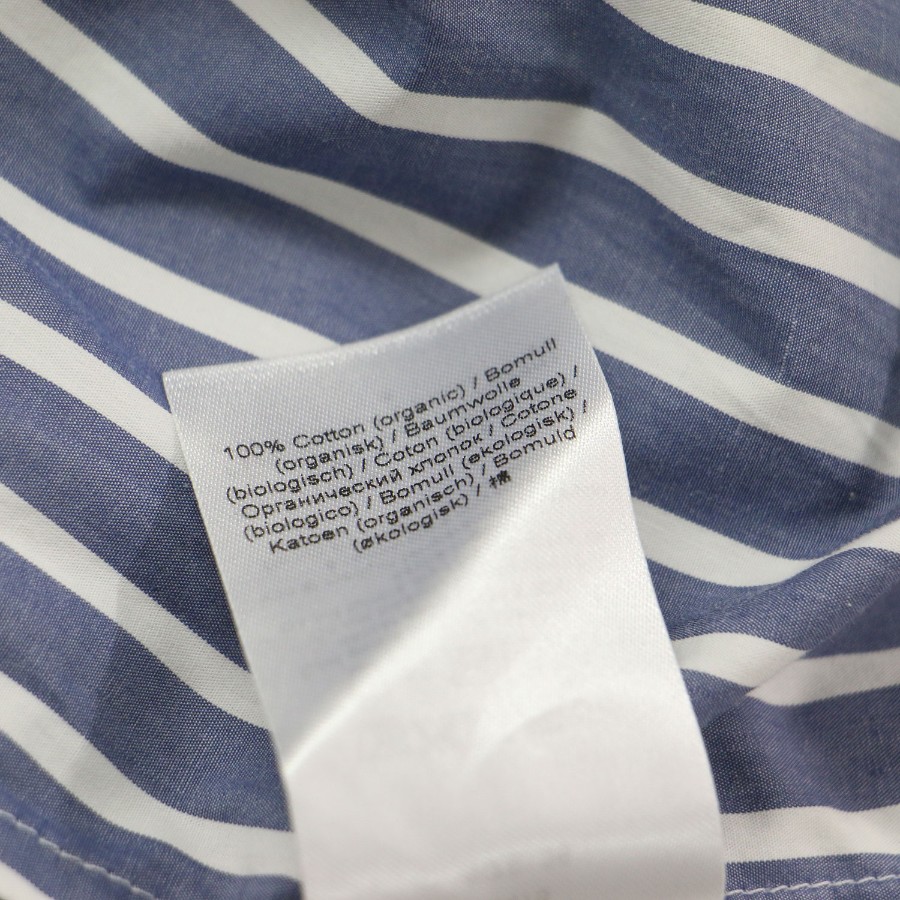 100% Cotton (organic) / Bomull
(organisk) / Baumwolle
(biologisch) / Coton (biologique) /
Органический хлопок / Cotone
(biologico) / Bomull (økologisk) /
Katoen (organisch) / Bomuld
(økologisk) / 棉